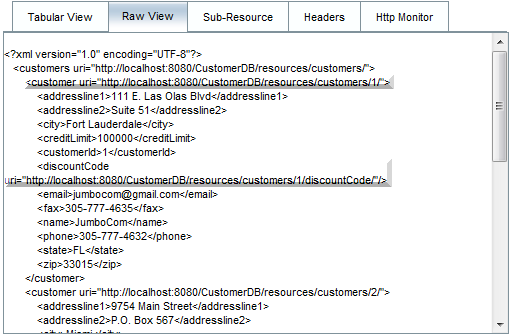 Tabular View Raw View Sub-Resource Headers Http Monitor
<?xml version="1.0" encoding="UTF-8"?>
<customers uri="http://localhost:8080/CustomerDB/resources/customers/">
<customer uri="http://localhost:8080/CustomerDB/resources/customers/1/">
<addressline1>111 E. Las Olas Blvd</addressline1>
<addressline2>Suite 51</addressline2>
<city>Fort Lauderdale</city>
<creditLimit>100000</creditLimit>
<customerId>1</customerId>
<discountCode
uri="http://localhost:8080/CustomerDB/resources/customers/1/discountCode/"/>
<email>jumbocom@gmail.com</email>
<fax>305-777-4635</fax>
<name>JumboCom</name>
<phone>305-777-4632</phone>
<state>FL</state>
<zip>33015</zip>
</customer>
<customer uri="http://localhost:8080/CustomerDB/resources/customers/2/">
<addressline1>9754 Main Street</addressline1>
<addressline2>P.O. Box 567</addressline2>
<city>Miami</city>